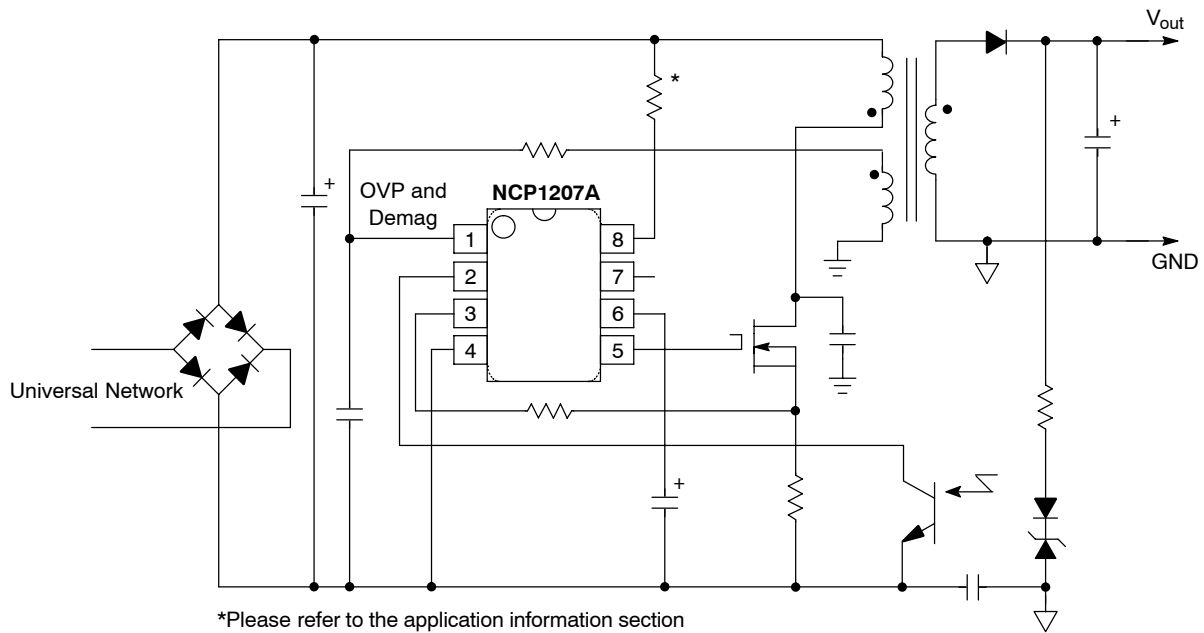 V_out
*
+
+
OVP and
Demag
NCP1207A
1
8
2
7
3
6
4
5
GND
Universal Network
+
*Please refer to the application information section